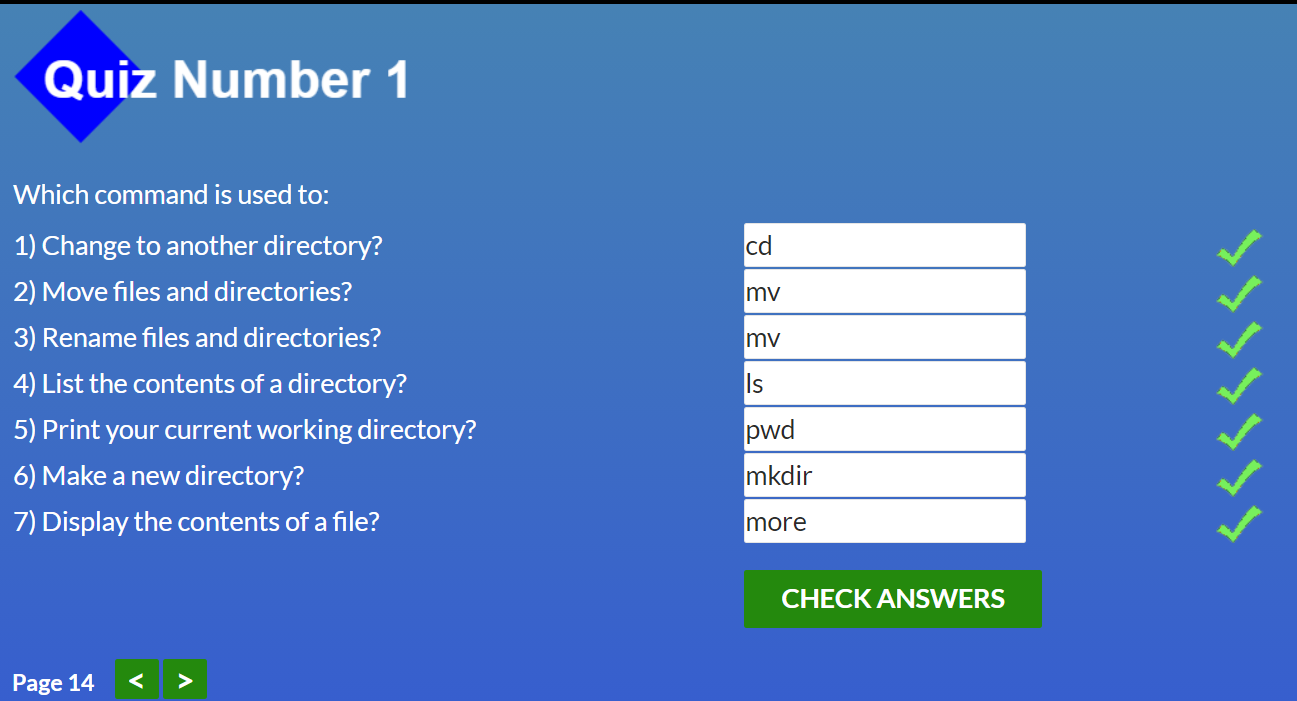 Quiz Number 1
Which command is used to:
1) Change to another directory? cd
2) Move files and directories? mv
3) Rename files and directories? mv
4) List the contents of a directory? ls
5) Print your current working directory? pwd
6) Make a new directory? mkdir
7) Display the contents of a file? more
CHECK ANSWERS
Page 14 < >